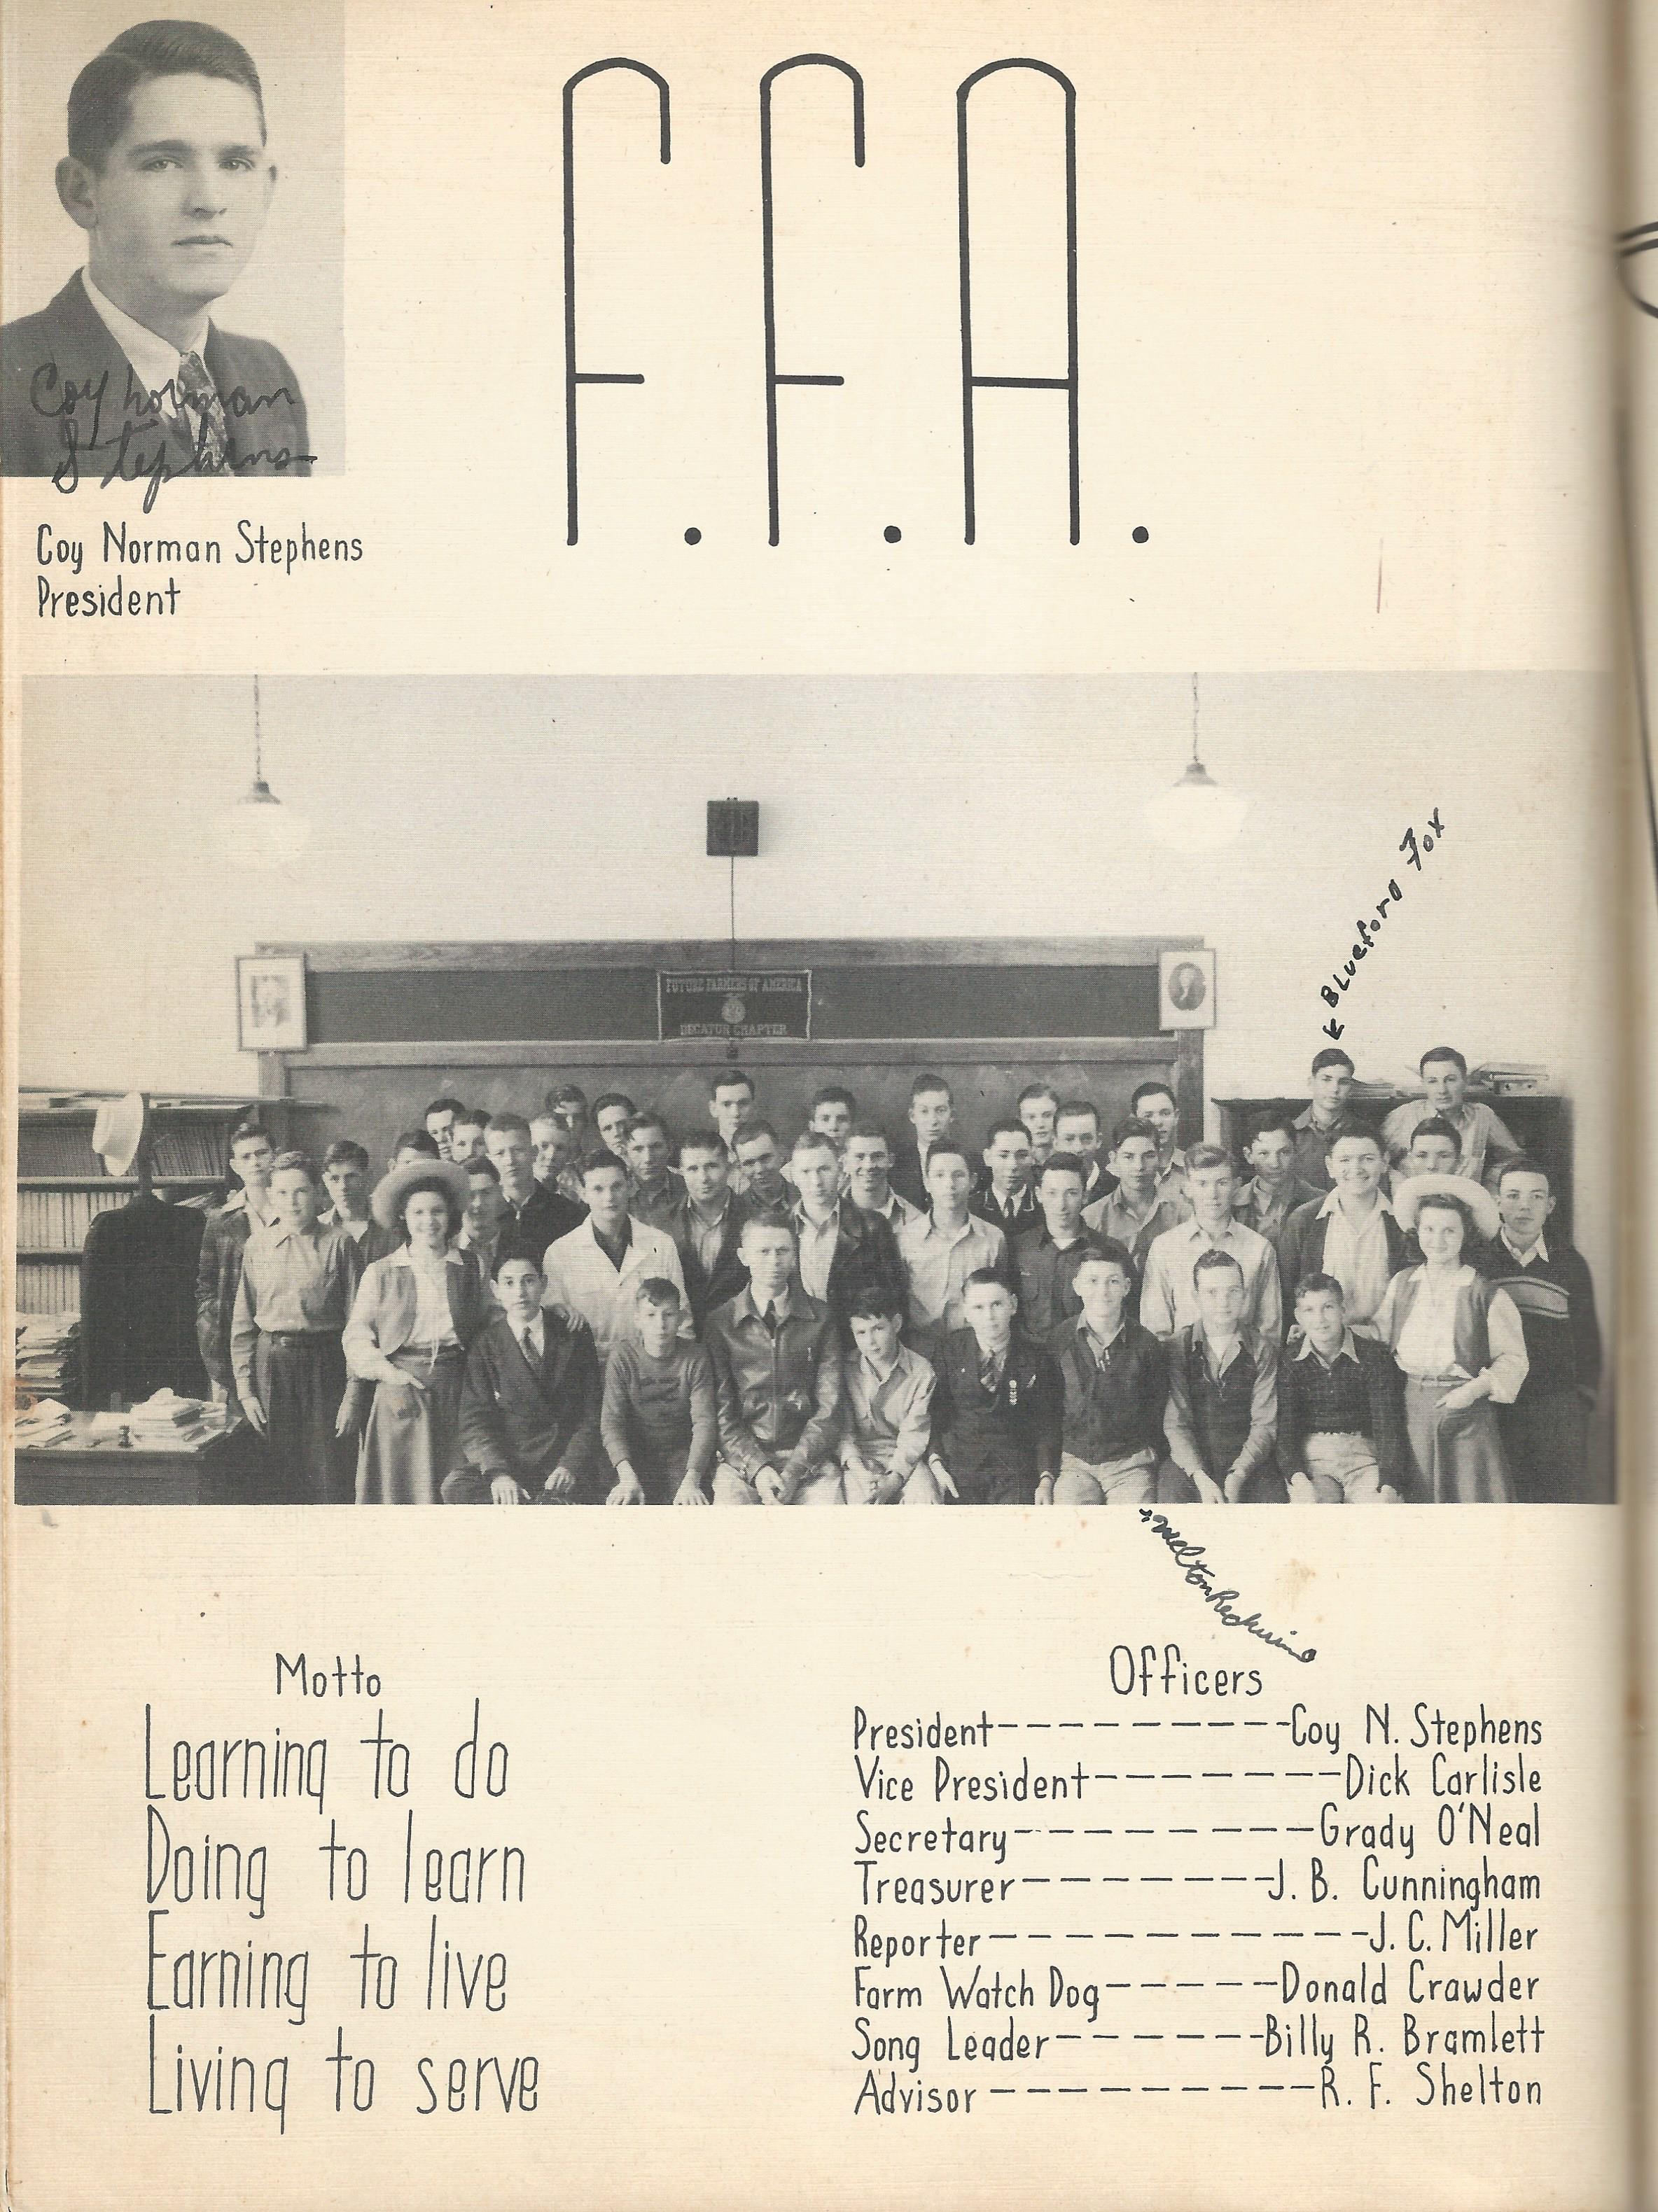 F.F.A.
Coy Norman
Stephens
Coy Norman Stephens
President
← Blueford Fox
FUTURE FARMERS OF AMERICA
DECATUR CHAPTER
Melton
Motto
Learning to do
Doing to learn
Earning to live
Living to serve
Officers
President----------Coy N. Stephens
Vice President--------Dick Carlisle
Secretary---------Grady O'Neal
Treasurer--------J. B. Cunningham
Reporter-----------J. C. Miller
Farm Watch Dog-----Donald Crawder
Song Leader-------Billy R. Bramlett
Advisor----------R. F. Shelton